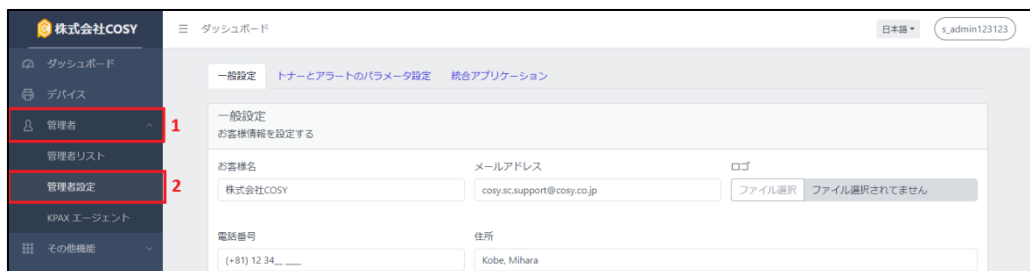 株式会社COSY
ダッシュボード
日本語
s_admin123123
ダッシュボード
デバイス
管理者
1
管理者リスト
管理者設定
2
KPAX エージェント
その他機能
一般設定 トナーとアラートのパラメータ設定 統合アプリケーション
一般設定
お客様情報を設定する
お客様名 メールアドレス ロゴ
株式会社COSY cosy.sc.support@cosy.co.jp ファイル選択 ファイル選択されてません
電話番号 住所
(+81) 12 34__ ____ Kobe, Mihara